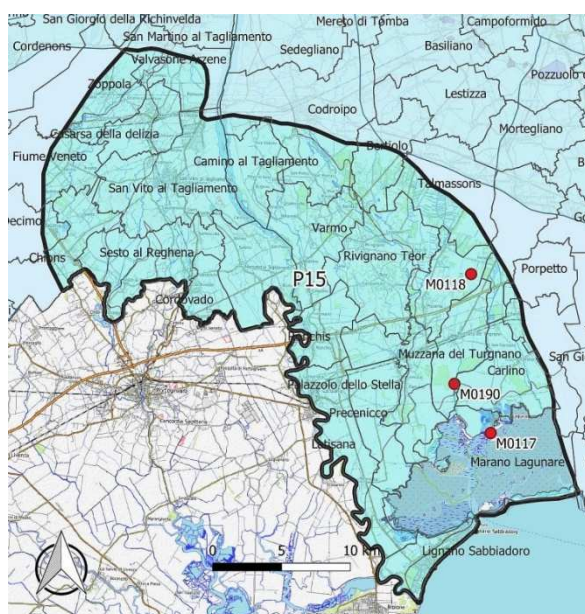 San Giorgio della Richinvelda
Mereto di Tomba
Campoformido
Cordenons
San Martino al Tagliamento
Sedegliano
Basiliano
Valvasone Arzene
Pozzuolo
Zoppola
Lestizza
Codroipo
Mortegliano
Casarsa della delizia
Bertiolo
Fiume Veneto
Camino al Tagliamento
Talmassons
San Vito al Tagliamento
Decimo
Varmo
Sesto al Reghena
Rivignano Teor
Porpetto
Chions
P15
M0118
Cordovado
San Gi
Muzzana del Turgnano
Carlino
Palazzolo dello Stella
M0190
Precenicco
M0117
Latisana
Marano Lagunare
0 5 10 km
Lignano Sabbiadoro